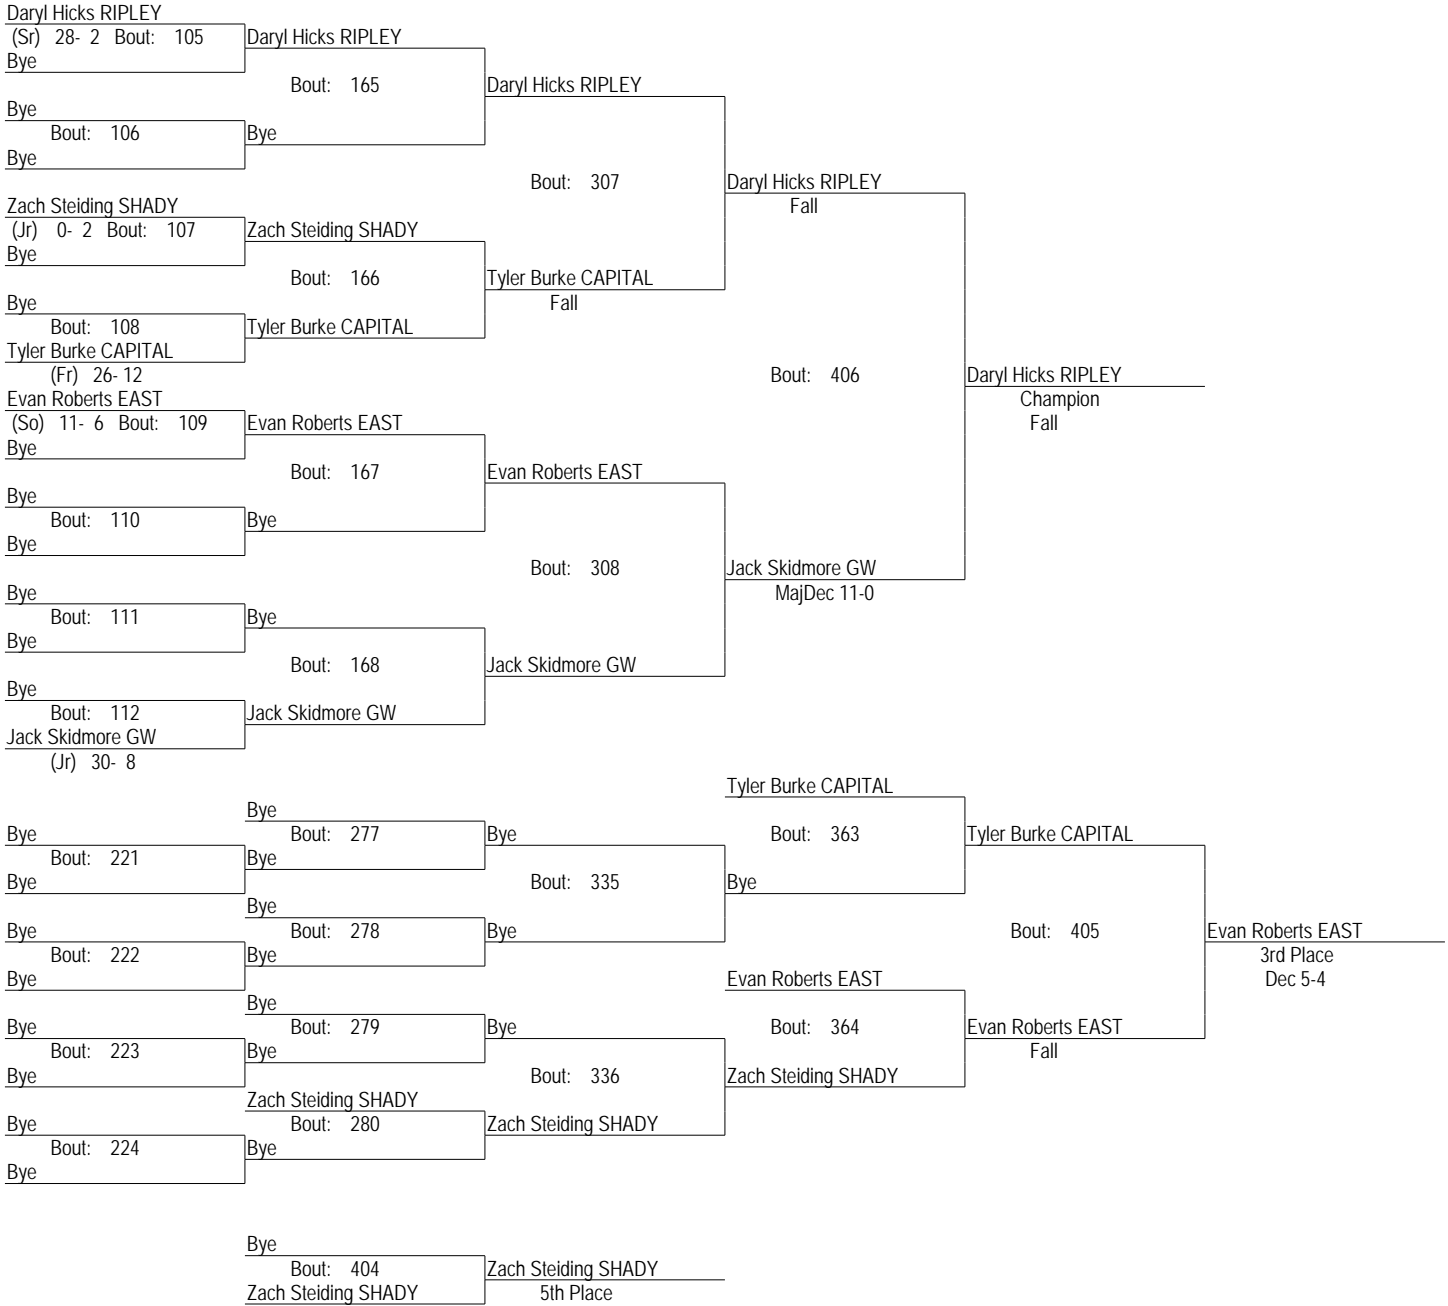 Daryl Hicks RIPLEY
(Sr) 28- 2 Bout: 105
Daryl Hicks RIPLEY
Bye
Bout: 165
Daryl Hicks RIPLEY
Bye
Bout: 106
Bye
Bye
Bout: 307
Daryl Hicks RIPLEY
Fall
Zach Steiding SHADY
(Jr) 0- 2 Bout: 107
Zach Steiding SHADY
Bye
Bout: 166
Tyler Burke CAPITAL
Fall
Bye
Bout: 108
Tyler Burke CAPITAL
Tyler Burke CAPITAL
(Fr) 26- 12
Bout: 406
Daryl Hicks RIPLEY
Champion
Fall
Evan Roberts EAST
(So) 11- 6 Bout: 109
Evan Roberts EAST
Bye
Bout: 167
Evan Roberts EAST
Bye
Bout: 110
Bye
Bye
Bout: 308
Jack Skidmore GW
MajDec 11-0
Bye
Bout: 111
Bye
Bye
Bout: 168
Jack Skidmore GW
Bye
Bout: 112
Jack Skidmore GW
Jack Skidmore GW
(Jr) 30- 8
Tyler Burke CAPITAL
Bye
Bye
Bout: 277
Bye
Bout: 363
Tyler Burke CAPITAL
Bout: 221
Bye
Bye
Bout: 335
Bye
Bye
Bye
Bout: 278
Bye
Bout: 405
Evan Roberts EAST
3rd Place
Dec 5-4
Bout: 222
Bye
Bye
Evan Roberts EAST
Bye
Bye
Bout: 279
Bye
Bout: 364
Evan Roberts EAST
Fall
Bout: 223
Bye
Bye
Bout: 336
Zach Steiding SHADY
Zach Steiding SHADY
Bye
Bout: 280
Zach Steiding SHADY
Bout: 224
Bye
Bye
Bye
Bout: 404
Zach Steiding SHADY
Zach Steiding SHADY
5th Place